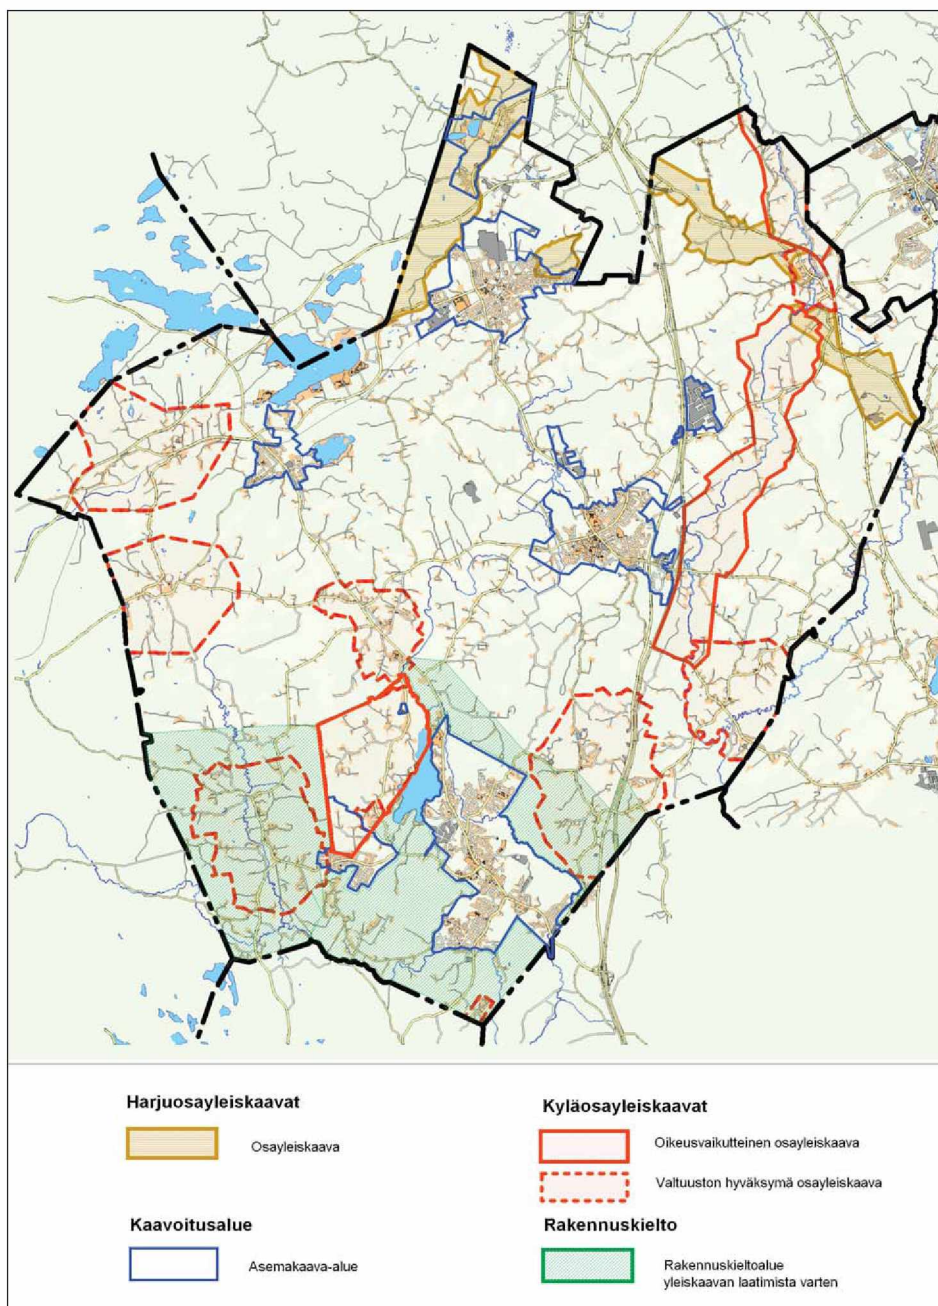 Harjuosayleiskaavat
Osayleiskaava
Kaavoitusalue
Asemakaava-alue
Kyläosayleiskaavat
Oikeusvaikutteinen osayleiskaava
Valtuuston hyväksymä osayleiskaava
Rakennuskielto
Rakennuskieltoalue
yleiskaavan laatimista varten